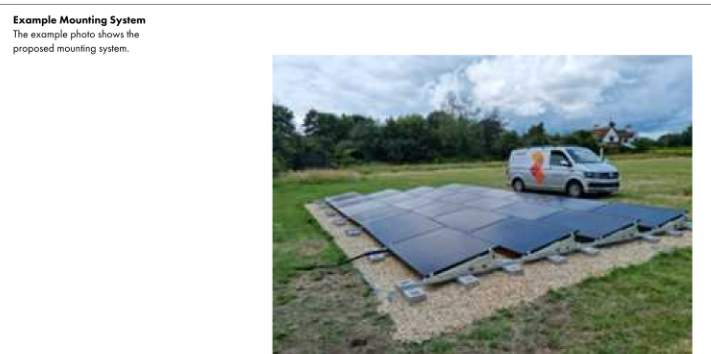 Example Mounting System
The example photo shows the
proposed mounting system.